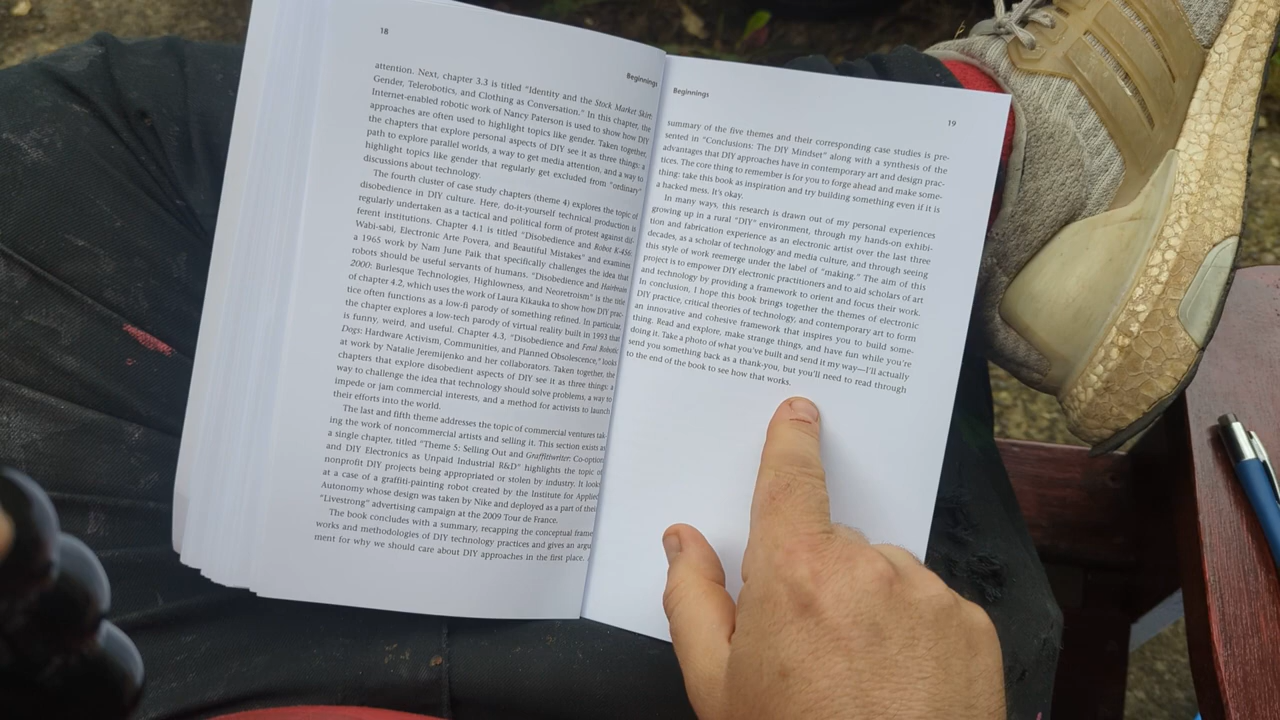 18
Beginnings
attention. Next, chapter 3.3 is titled "Identity and the Stock Market Skirt:
Gender, Telerobotics, and Clothing as Conversation." In this chapter, the
Internet-enabled robotic work of Nancy Paterson is used to show how DIY
approaches are often used to highlight topics like gender. Taken together,
the chapters that explore personal aspects of DIY see it as three things: a
path to explore parallel worlds, a way to get media attention, and a way to
highlight topics like gender that regularly get excluded from "ordinary"
discussions about technology.
The fourth cluster of case study chapters (theme 4) explores the topic of
disobedience in DIY culture. Here, do-it-yourself technical production is
regularly undertaken as a tactical and political form of protest against dif-
ferent institutions. Chapter 4.1 is titled "Disobedience and Robot K-456:
Wabi-sabi, Electronic Arte Povera, and Beautiful Mistakes" and examines
a 1965 work by Nam June Paik that specifically challenges the idea that
robots should be useful servants of humans. "Disobedience and Hairbrain
2000: Burlesque Technologies, Highlowness, and Neoretroism" is the title
of chapter 4.2, which uses the work of Laura Kikauka to show how DIY prac-
tice often functions as a low-fi parody of something refined. In particular,
the chapter explores a low-tech parody of virtual reality built in 1993 that
is funny, weird, and useful. Chapter 4.3, "Disobedience and Feral Robotic
Dogs: Hardware Activism, Communities, and Planned Obsolescence," looks
at work by Natalie Jeremijenko and her collaborators. Taken together, the
chapters that explore disobedient aspects of DIY see it as three things: a
way to challenge the idea that technology should solve problems, a way to
impede or jam commercial interests, and a method for activists to launch
their efforts into the world.
The last and fifth theme addresses the topic of commercial ventures tak-
ing the work of noncommercial artists and selling it. This section exists as
a single chapter, titled "Theme 5: Selling Out and Graffitiwriter: Co-option
and DIY Electronics as Unpaid Industrial R&D" highlights the topic of
nonprofit DIY projects being appropriated or stolen by industry. It looks
at a case of a graffiti-painting robot created by the Institute for Applied
Autonomy whose design was taken by Nike and deployed as a part of their
"Livestrong" advertising campaign at the 2009 Tour de France.
The book concludes with a summary, recapping the conceptual frame-
works and methodologies of DIY technology practices and gives an argu-
ment for why we should care about DIY approaches in the first place.
Beginnings
19
summary of the five themes and their corresponding case studies is pre-
sented in "Conclusions: The DIY Mindset" along with a synthesis of the
advantages that DIY approaches have in contemporary art and design prac-
tices. The core thing to remember is for you to forge ahead and make some-
thing: take this book as inspiration and try building something even if it is
a hacked mess. It's okay.
In many ways, this research is drawn out of my personal experiences
growing up in a rural "DIY" environment, through my hands-on exhibi-
tion and fabrication experience as an electronic artist over the last three
decades, as a scholar of technology and media culture, and through seeing
this style of work reemerge under the label of "making." The aim of this
project is to empower DIY electronic practitioners and to aid scholars of art
and technology by providing a framework to orient and focus their work.
In conclusion, I hope this book brings together the themes of electronic
DIY practice, critical theories of technology, and contemporary art to form
an innovative and cohesive framework that inspires you to build some-
thing. Read and explore, make strange things, and have fun while you're
doing it. Take a photo of what you've built and send it my way—I'll actually
send you something back as a thank-you, but you'll need to read through
to the end of the book to see how that works.